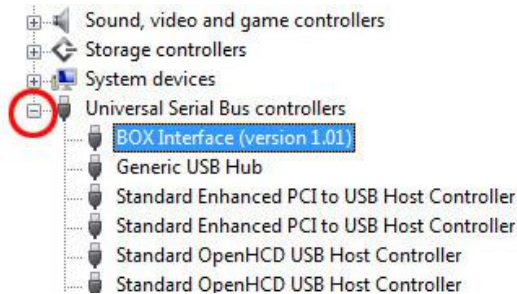 Sound, video and game controllers
Storage controllers
System devices
Universal Serial Bus controllers
BOX Interface (version 1.01)
Generic USB Hub
Standard Enhanced PCI to USB Host Controller
Standard Enhanced PCI to USB Host Controller
Standard OpenHCD USB Host Controller
Standard OpenHCD USB Host Controller